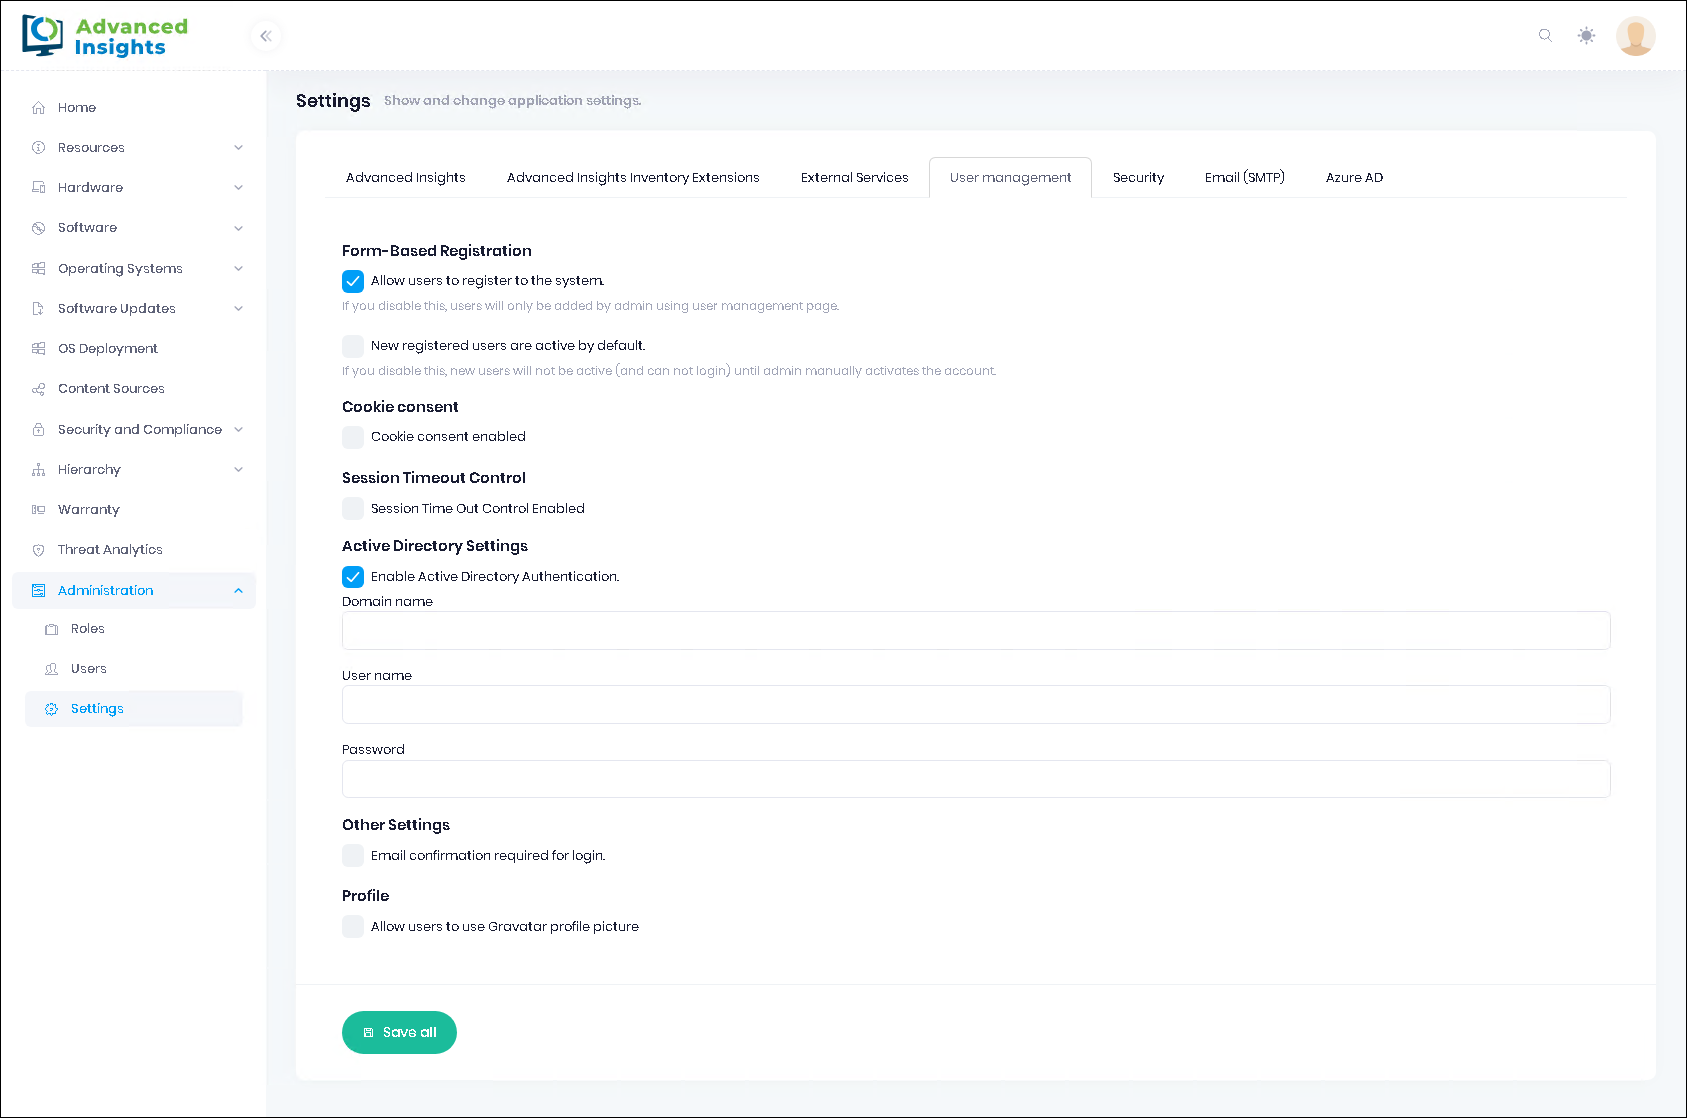 Advanced
Insights
Home
Resources
Hardware
Software
Operating Systems
Software Updates
OS Deployment
Content Sources
Security and Compliance
Hierarchy
Warranty
Threat Analytics
Administration
Roles
Users
Settings
Settings Show and change application settings.
Advanced Insights Advanced Insights Inventory Extensions External Services User management Security Email (SMTP) Azure AD
Form-Based Registration
Allow users to register to the system.
If you disable this, users will only be added by admin using user management page.
New registered users are active by default.
If you disable this, new users will not be active (and can not login) until admin manually activates the account.
Cookie consent
Cookie consent enabled
Session Timeout Control
Session Time Out Control Enabled
Active Directory Settings
Enable Active Directory Authentication.
Domain name
User name
Password
Other Settings
Email confirmation required for login.
Profile
Allow users to use Gravatar profile picture
Save all